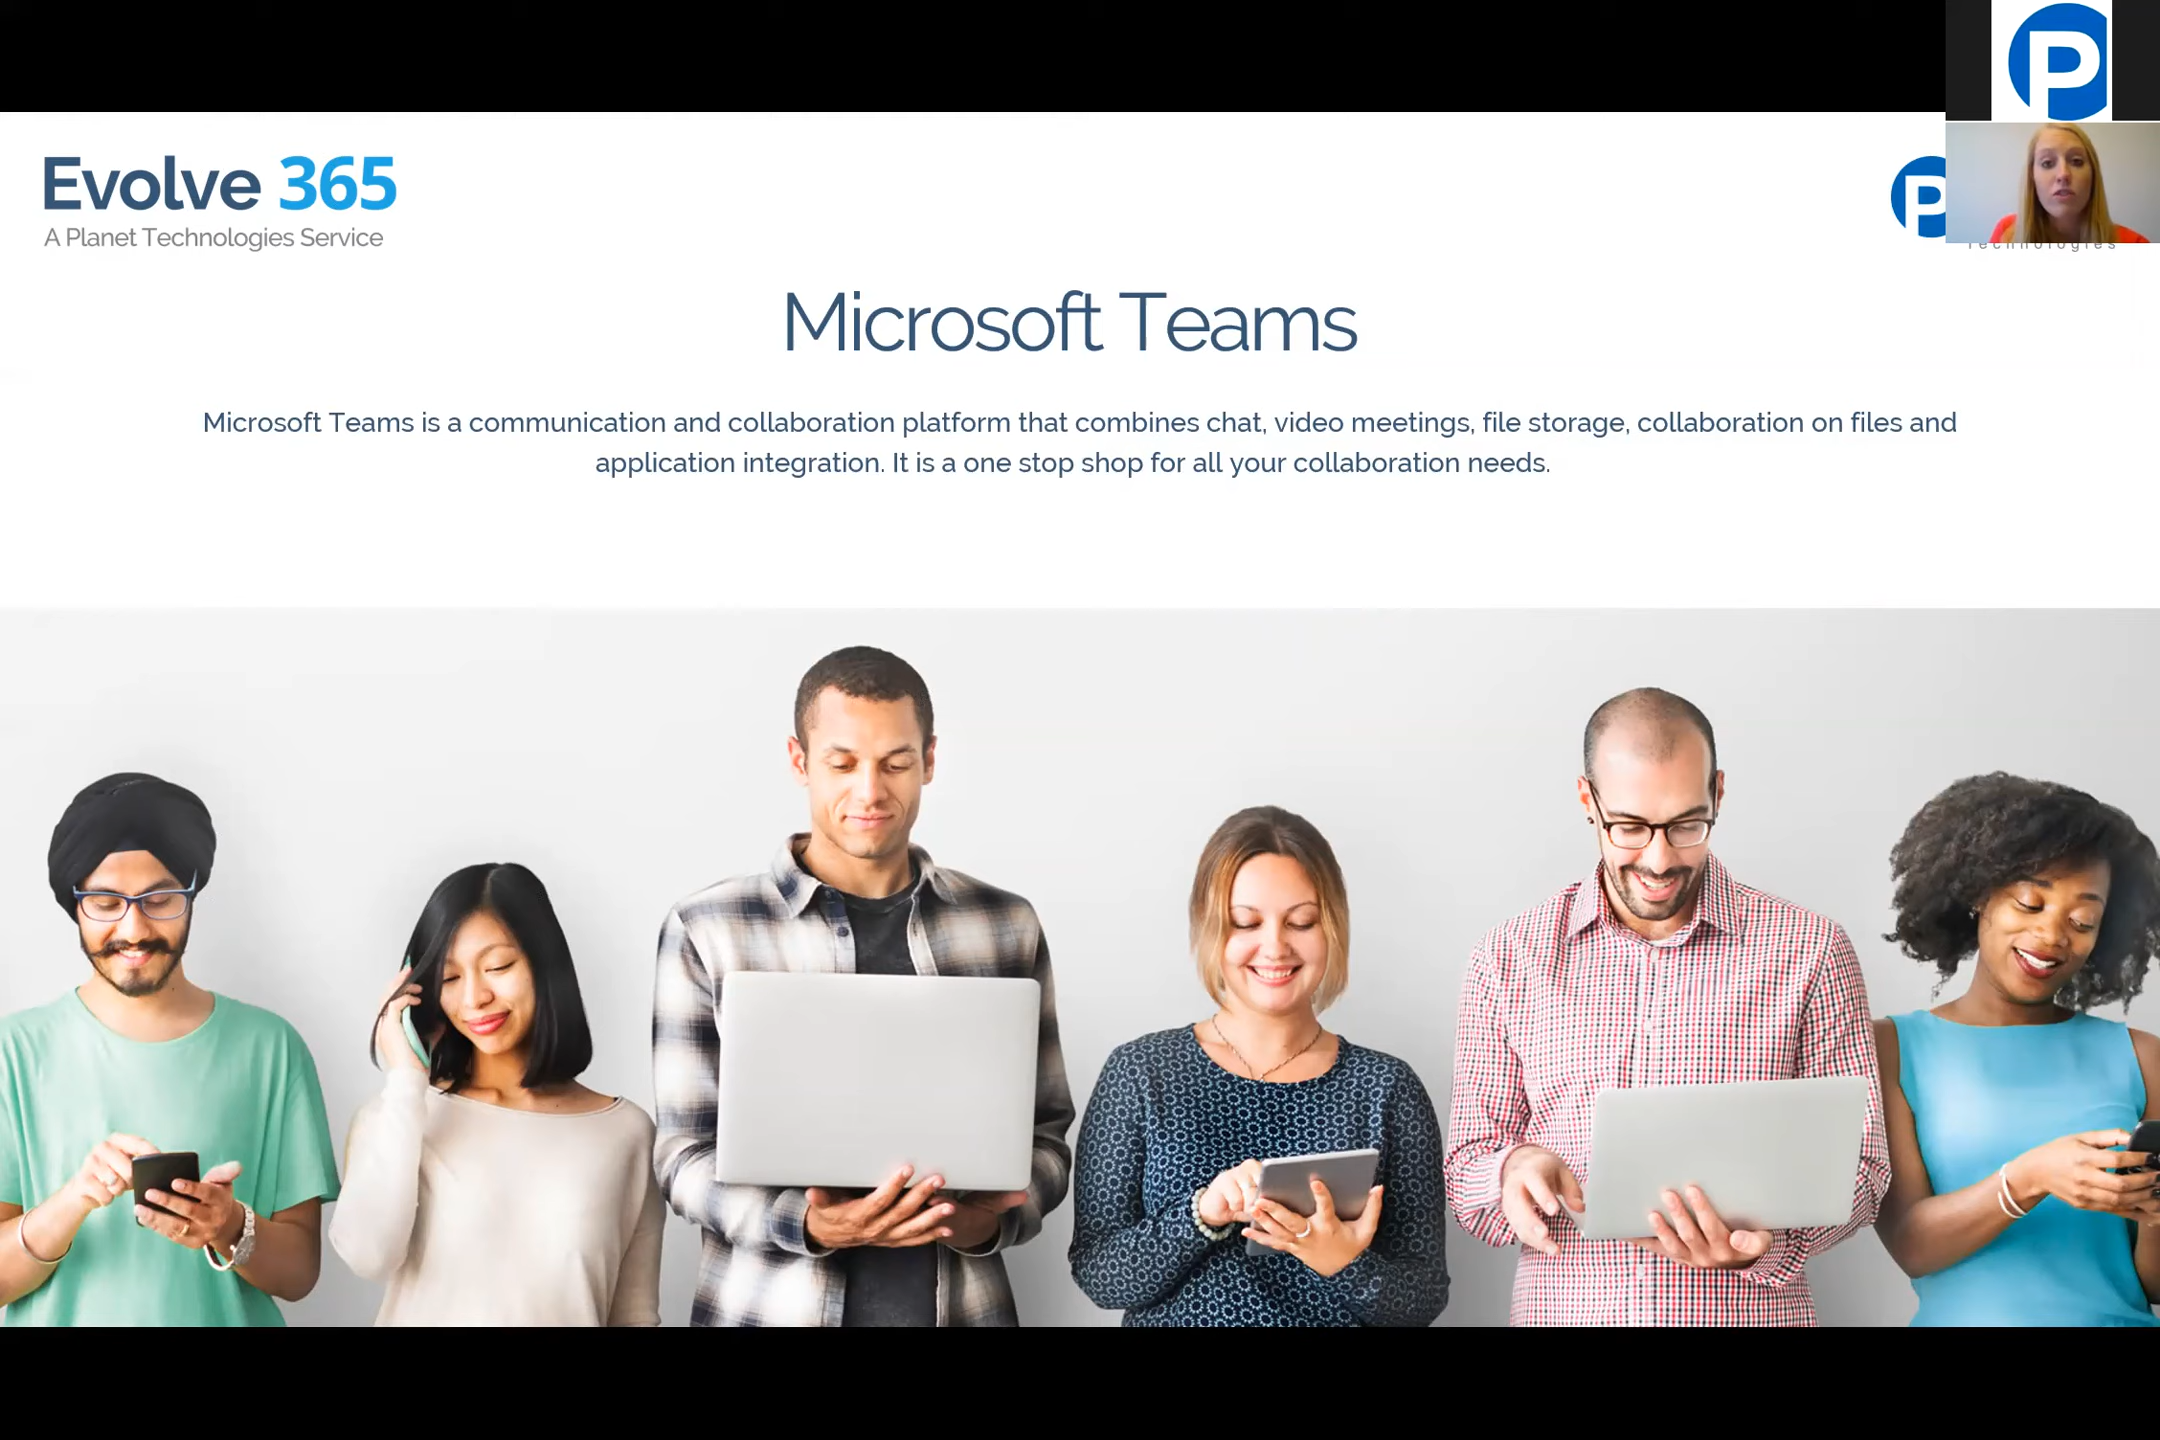 P
Evolve 365
A Planet Technologies Service
P
Technologies
Microsoft Teams
Microsoft Teams is a communication and collaboration platform that combines chat, video meetings, file storage, collaboration on files and
application integration. It is a one stop shop for all your collaboration needs.